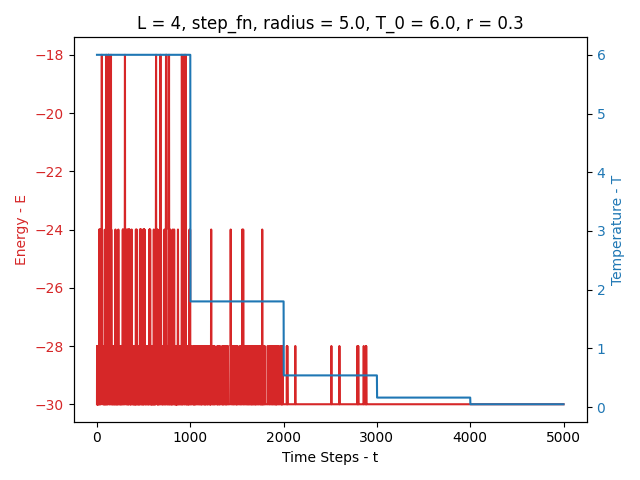 L = 4, step_fn, radius = 5.0, T_0 = 6.0, r = 0.3
Energy - E
−18
−20
−22
−24
−26
−28
−30
6
5
4
3
2
1
0
Temperature - T
0 1000 2000 3000 4000 5000
Time Steps - t